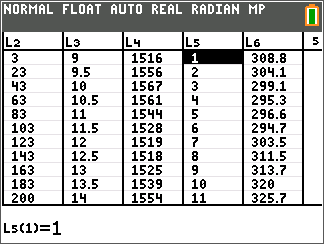 NORMAL FLOAT AUTO REAL RADIAN MP
L2 L3 L4 L5 L6 5
3 9 1516 1 308.8
23 9.5 1556 2 304.1
43 10 1567 3 299.1
63 10.5 1561 4 295.3
83 11 1544 5 296.6
103 11.5 1528 6 294.7
123 12 1519 7 303.5
143 12.5 1518 8 311.5
163 13 1525 9 313.7
183 13.5 1539 10 320
200 14 1554 11 325.7
L5(1)=1